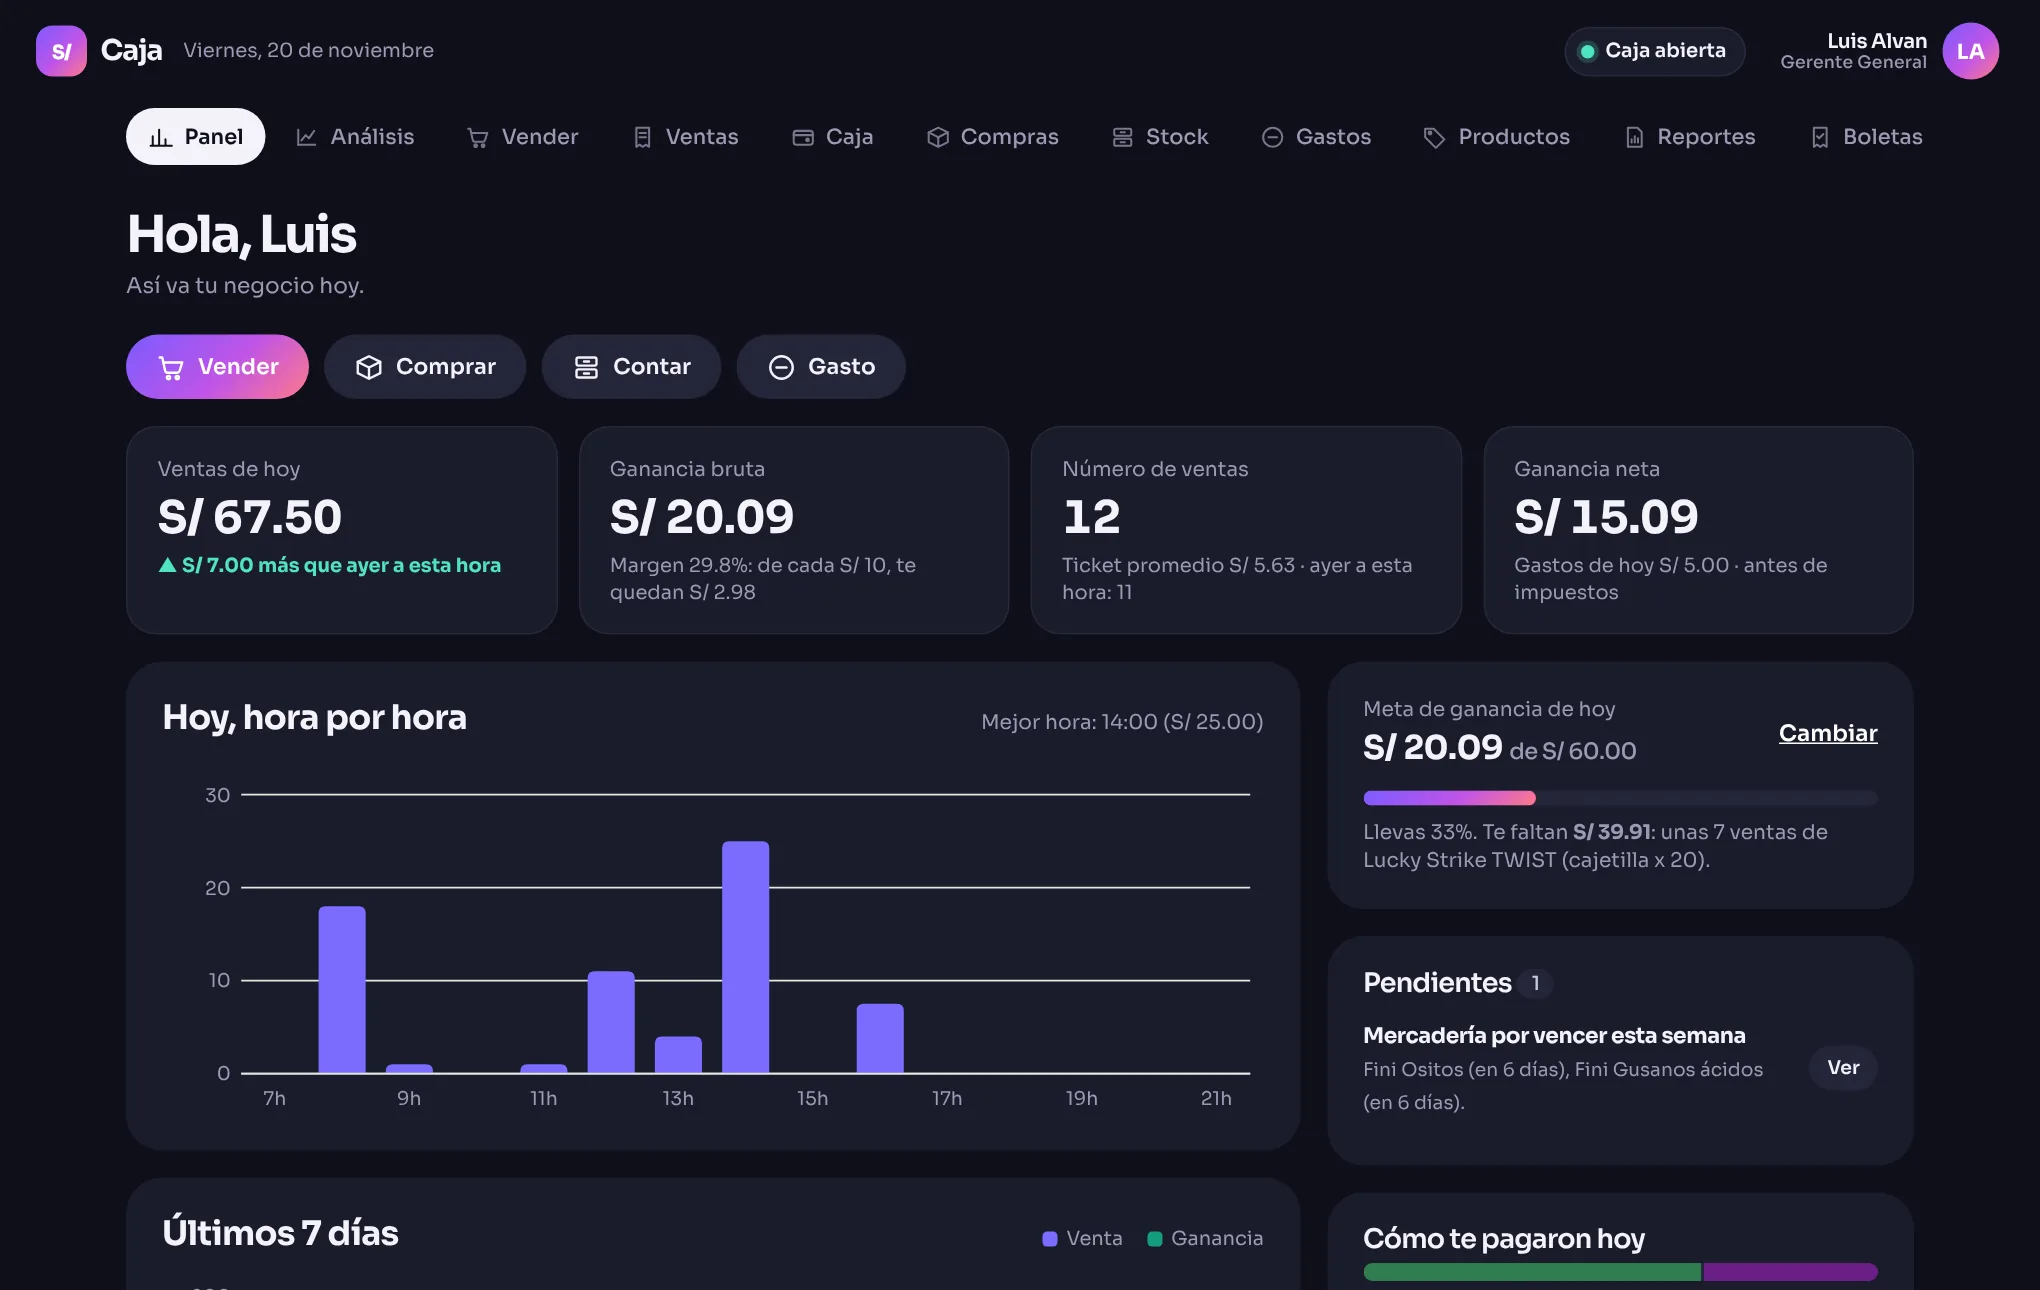 S/ Caja Viernes, 20 de noviembre
Caja abierta
Luis Alvan
Gerente General
LA
Panel Análisis Vender Ventas Caja Compras Stock Gastos Productos Reportes Boletas
Hola, Luis
Así va tu negocio hoy.
Vender Comprar Contar Gasto
Ventas de hoy
S/ 67.50
▲ S/ 7.00 más que ayer a esta hora
Ganancia bruta
S/ 20.09
Margen 29.8%: de cada S/ 10, te
quedan S/ 2.98
Número de ventas
12
Ticket promedio S/ 5.63 · ayer a esta
hora: 11
Ganancia neta
S/ 15.09
Gastos de hoy S/ 5.00 · antes de
impuestos
Hoy, hora por hora
Mejor hora: 14:00 (S/ 25.00)
30
20
10
0
7h 9h 11h 13h 15h 17h 19h 21h
Meta de ganancia de hoy
S/ 20.09 de S/ 60.00
Cambiar
Llevas 33%. Te faltan S/ 39.91: unas 7 ventas de
Lucky Strike TWIST (cajetilla x 20).
Pendientes 1
Mercadería por vencer esta semana
Fini Ositos (en 6 días), Fini Gusanos ácidos
(en 6 días).
Ver
Últimos 7 días
Venta Ganancia
Cómo te pagaron hoy